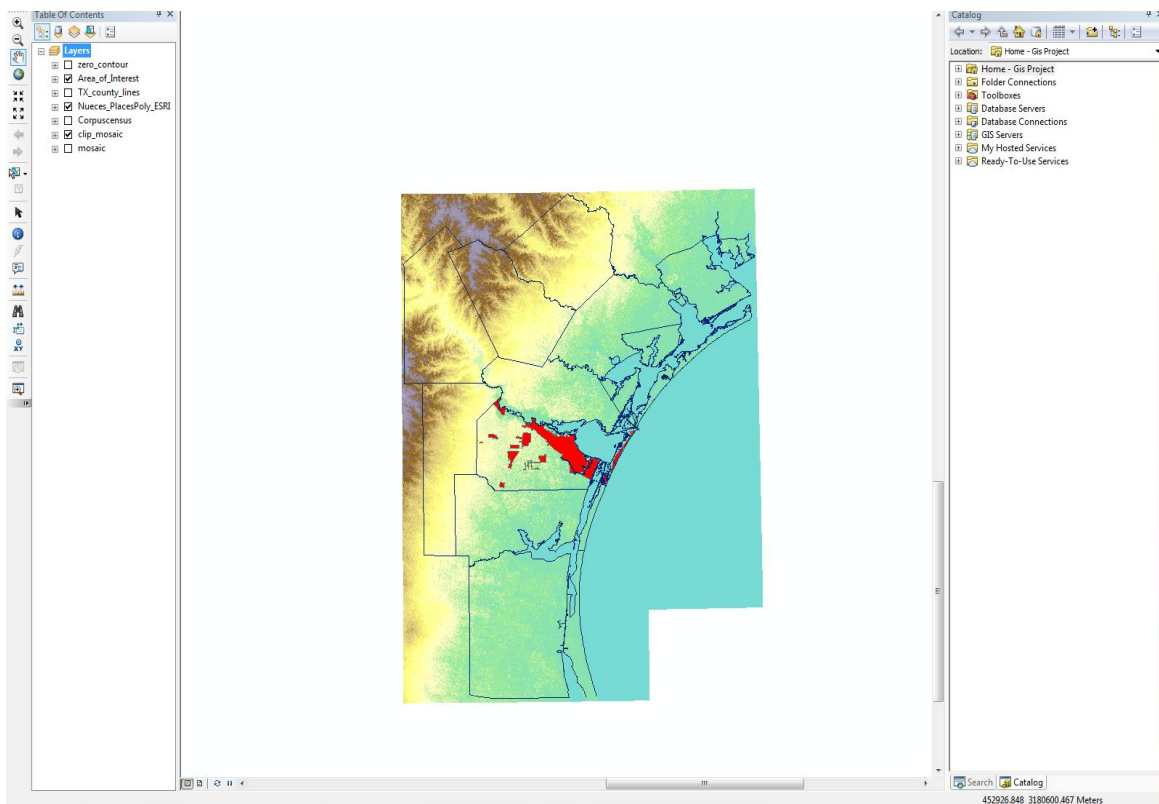 Table Of Contents
Layers
zero_contour
Area_of_Interest
TX_county_lines
Nueces_PlacesPoly_ESRI
Corpuscensus
clip_mosaic
mosaic
XY
Catalog
Location: Home - Gis Project
Home - Gis Project
Folder Connections
Toolboxes
Database Servers
Database Connections
GIS Servers
My Hosted Services
Ready-To-Use Services
Search Catalog
452926.848 3180600.467 Meters